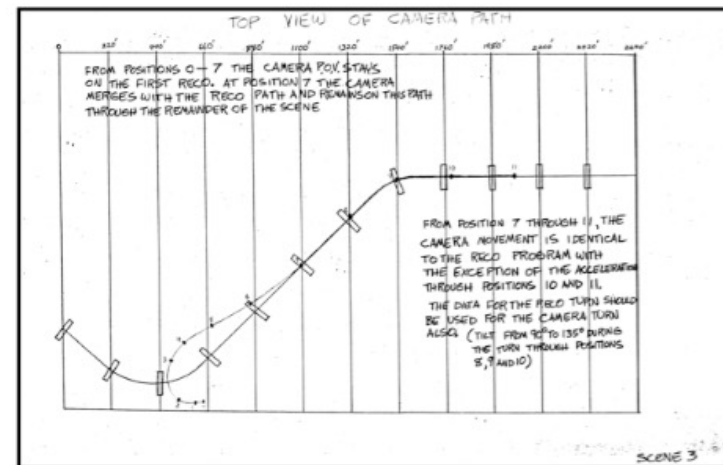 TOP VIEW OF CAMERA PATH
0 220' 440' 660' 880' 1100' 1320' 1540' 1760' 1980'
FROM POSITIONS 0-7 THE CAMERA P.O.V. STAYS
ON THE FIRST RECO. AT POSITION 7 THE CAMERA
MERGES WITH THE RECO PATH AND REMAINS ON THIS PATH
THROUGH THE REMAINDER OF THE SCENE
10 11
FROM POSITION 7 THROUGH 11, THE
CAMERA MOVEMENT IS IDENTICAL
TO THE RECO PROGRAM WITH
THE EXCEPTION OF THE ACCELERATION
THROUGH POSITIONS 10 AND 11.
THE DATA FOR THE RECO TURN SHOULD
BE USED FOR THE CAMERA TURN
ALSO. (TILT FROM 90° TO 135° DURING
THE TURN THROUGH POSITIONS
8, 9 AND 10)
SCENE 3